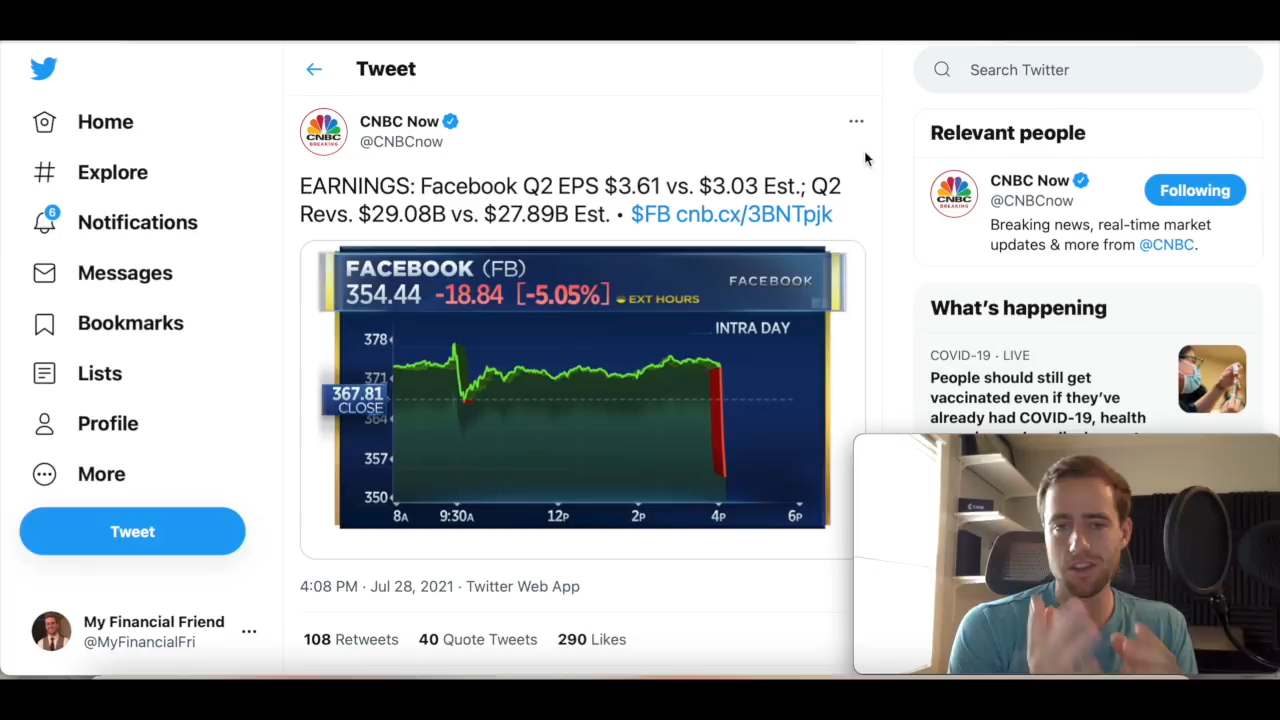 Home
Explore
6
Notifications
Messages
Bookmarks
Lists
Profile
More
Tweet
My Financial Friend
@MyFinancialFri
Tweet
CNBC Now
@CNBCnow
CNBC
BREAKING
EARNINGS: Facebook Q2 EPS $3.61 vs. $3.03 Est.; Q2
Revs. $29.08B vs. $27.89B Est. • $FB cnb.cx/3BNTpjk
FACEBOOK (FB)
354.44 -18.84 [-5.05%] EXT HOURS
FACEBOOK
INTRA DAY
378
371
367.81
CLOSE
364
357
350
8A 9:30A 12P 2P 4P 6P
4:08 PM · Jul 28, 2021 · Twitter Web App
108 Retweets 40 Quote Tweets 290 Likes
Search Twitter
Relevant people
CNBC
BREAKING
CNBC Now
@CNBCnow
Following
Breaking news, real-time market
updates & more from @CNBC.
What's happening
COVID-19 · LIVE
People should still get
vaccinated even if they've
already had COVID-19, health